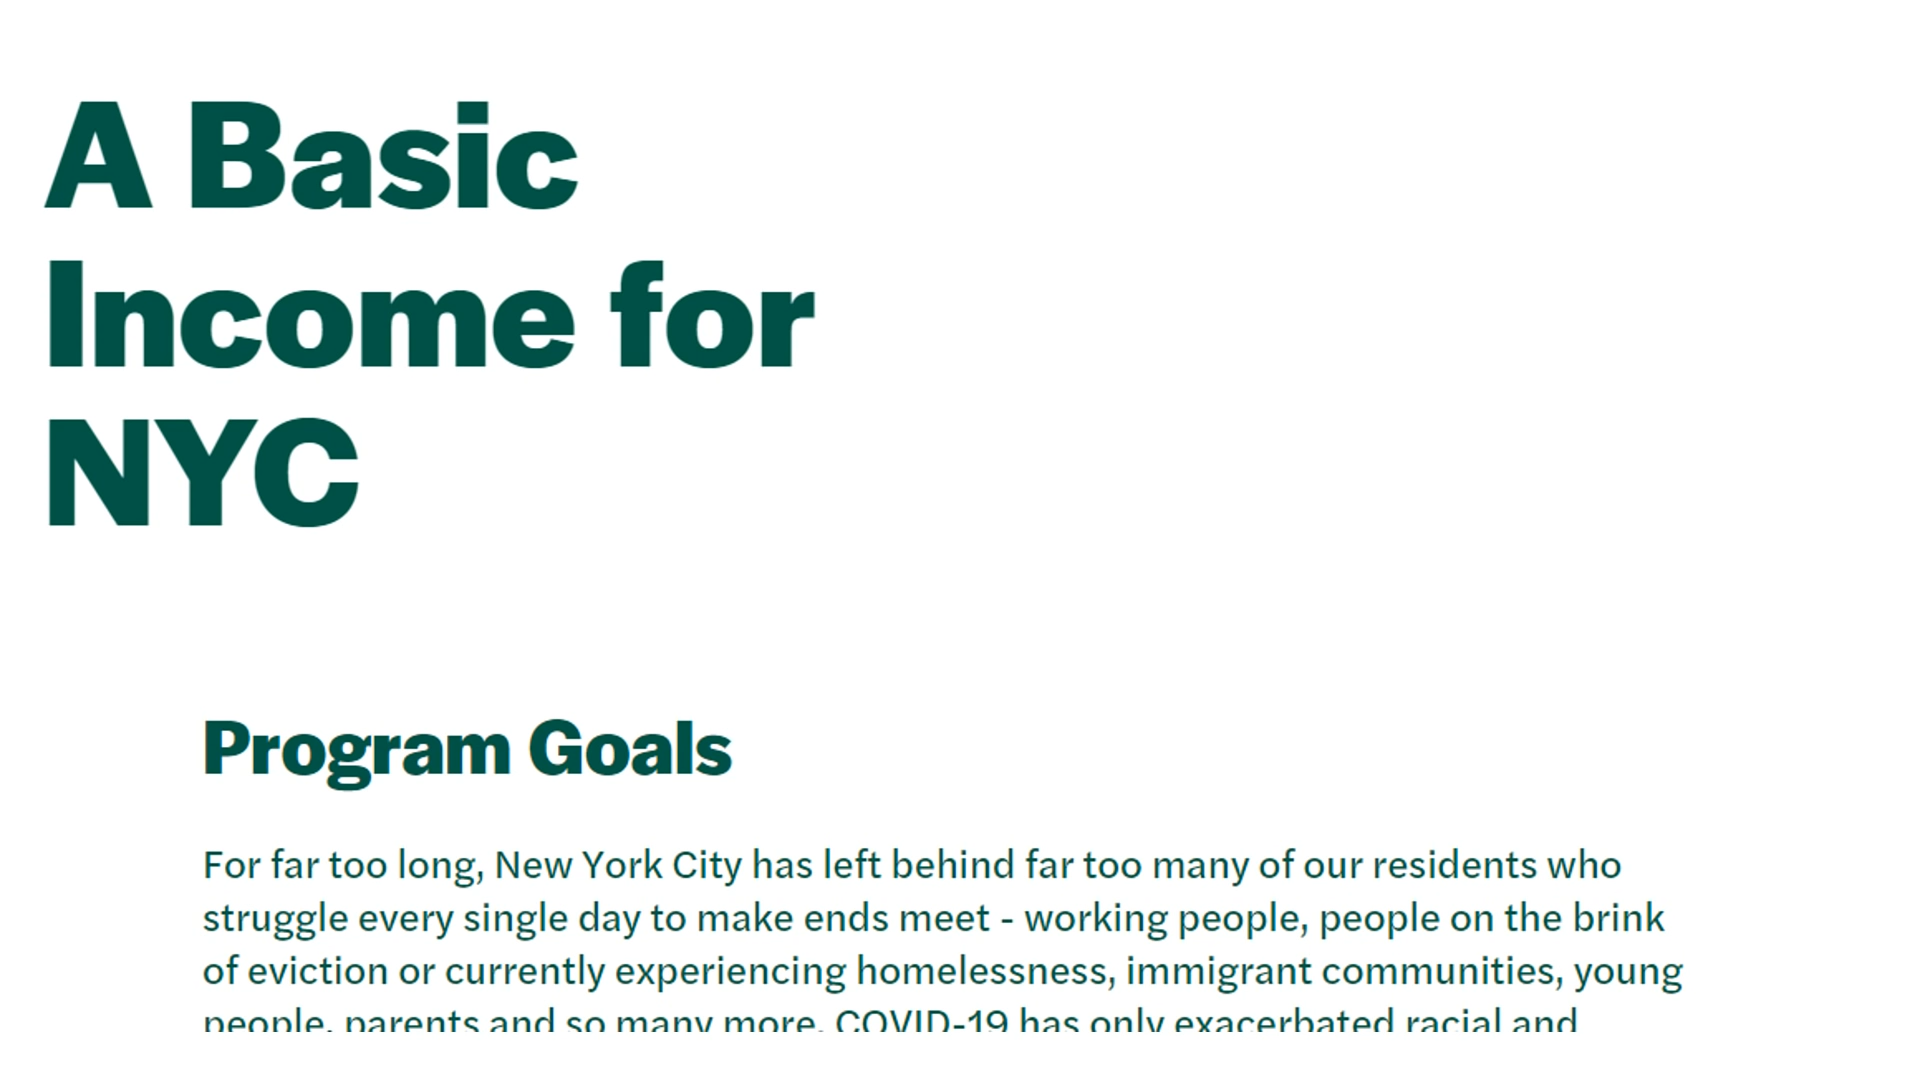 A Basic
Income for
NYC
Program Goals
For far too long, New York City has left behind far too many of our residents who
struggle every single day to make ends meet - working people, people on the brink
of eviction or currently experiencing homelessness, immigrant communities, young
people, parents and so many more. COVID-19 has only exacerbated racial and